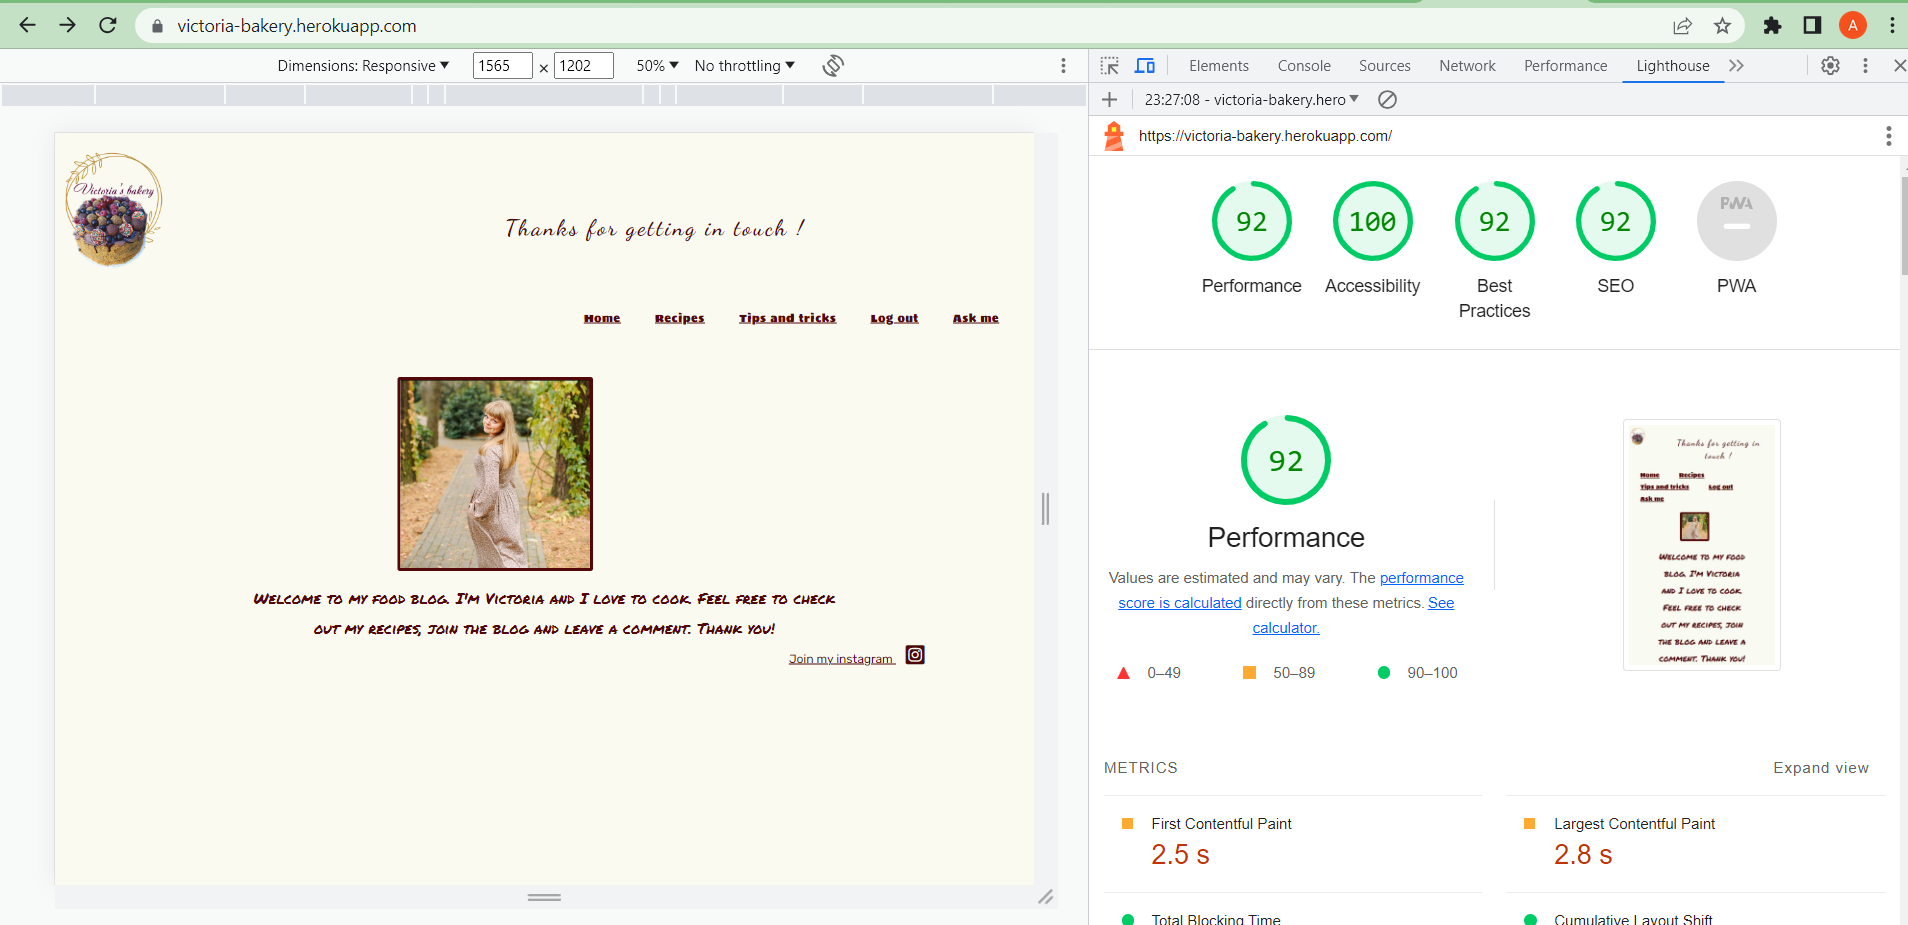 victoria-bakery.herokuapp.com
A
Dimensions: Responsive 1565 × 1202 50% No throttling
Elements Console Sources Network Performance Lighthouse
23:27:08 - victoria-bakery.hero
https://victoria-bakery.herokuapp.com/
Victoria's bakery
Thanks for getting in touch !
Home Recipes Tips and tricks Log out Ask me
Welcome to my food blog. I'm Victoria and I love to cook. Feel free to check
out my recipes, join the blog and leave a comment. Thank you!
Join my instagram
92 100 92 92 PWA
Performance Accessibility Best Practices SEO PWA
92
Performance
Values are estimated and may vary. The performance
score is calculated directly from these metrics. See
calculator.
0–49 50–89 90–100
Thanks for getting in
touch !
Home Recipes
Tips and tricks Log out
Ask me
Welcome to my food
blog. I'm Victoria
and I love to cook.
Feel free to check
out my recipes, join
the blog and leave a
comment. Thank you!
METRICS Expand view
First Contentful Paint
2.5 s
Largest Contentful Paint
2.8 s
Total Blocking Time
Cumulative Layout Shift